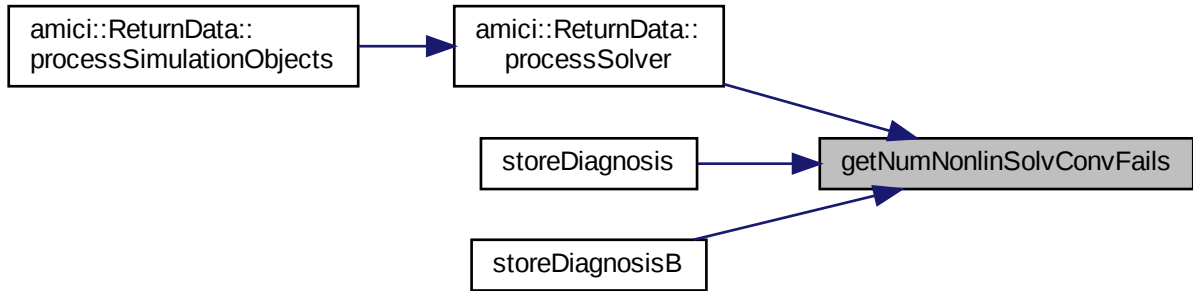 amici::ReturnData::
processSimulationObjects
amici::ReturnData::
processSolver
storeDiagnosis
getNumNonlinSolvConvFails
storeDiagnosisB